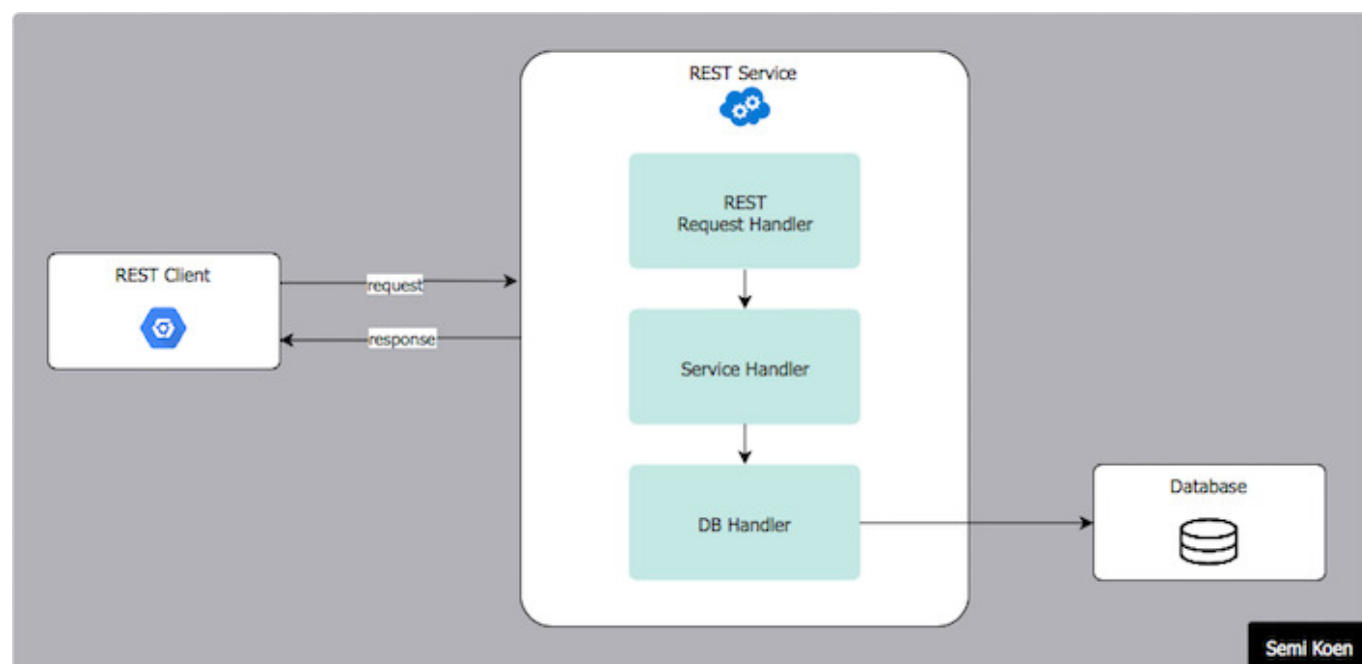 REST Service
REST
Request Handler
REST Client
request
response
Service Handler
DB Handler
Database
Semi Koen